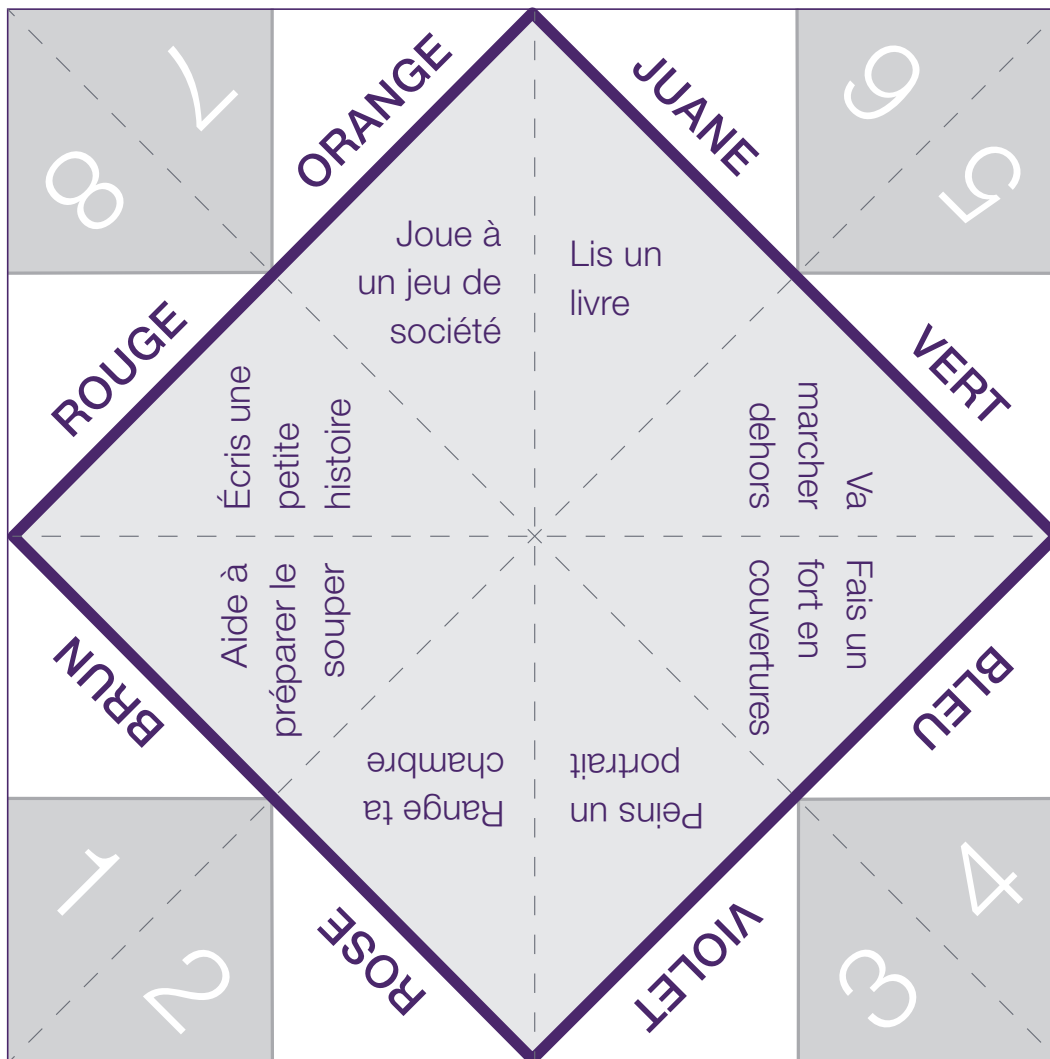 7
8
ORANGE
JUANE
6
5
ROUGE
Joue à
un jeu de
société
Lis un
livre
VERT
Écris une
petite
histoire
Va
marcher
dehors
Aide à
préparer le
souper
Fais un
fort en
couvertures
BRUN
Range ta
chambre
Peins un
portrait
BLEU
1
2
ROSE
VIOLET
4
3